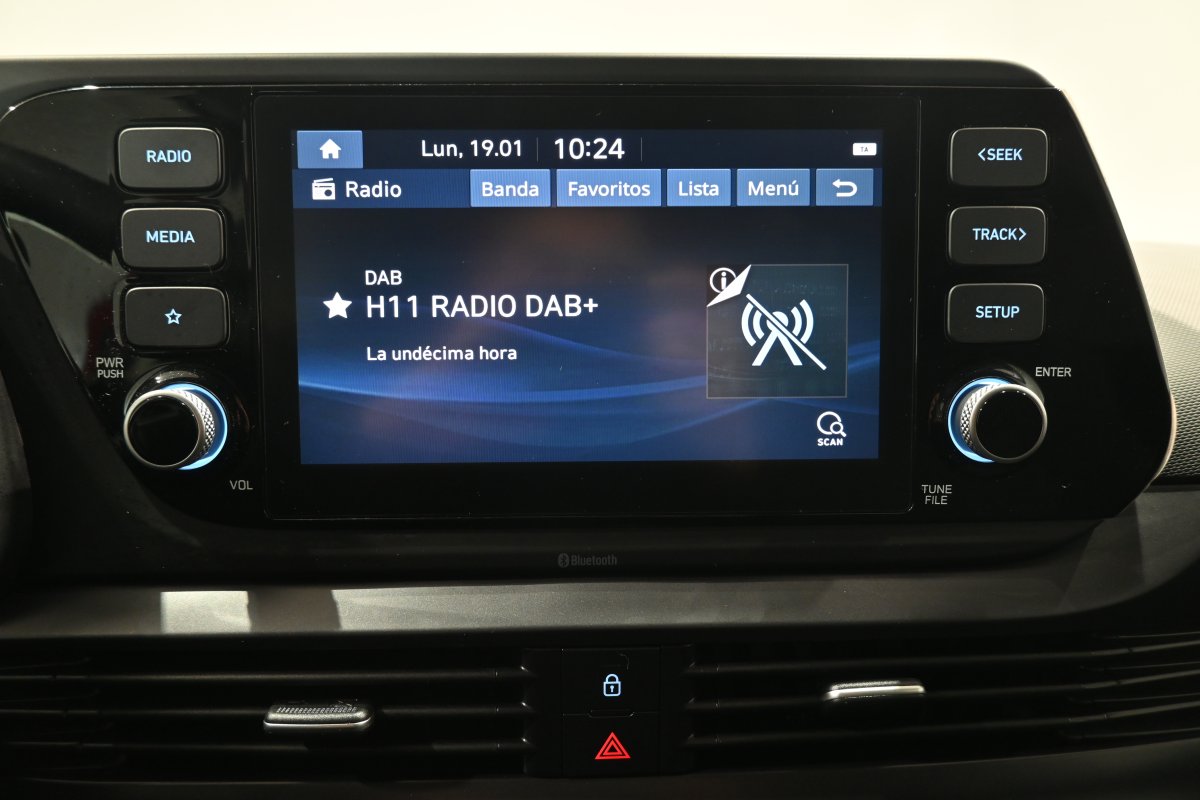 RADIO
MEDIA
PWR
PUSH
VOL
Lun, 19.01 10:24 TA
Radio Banda Favoritos Lista Menú
DAB
H11 RADIO DAB+
La undécima hora
SCAN
<SEEK
TRACK>
SETUP
ENTER
TUNE
FILE
Bluetooth